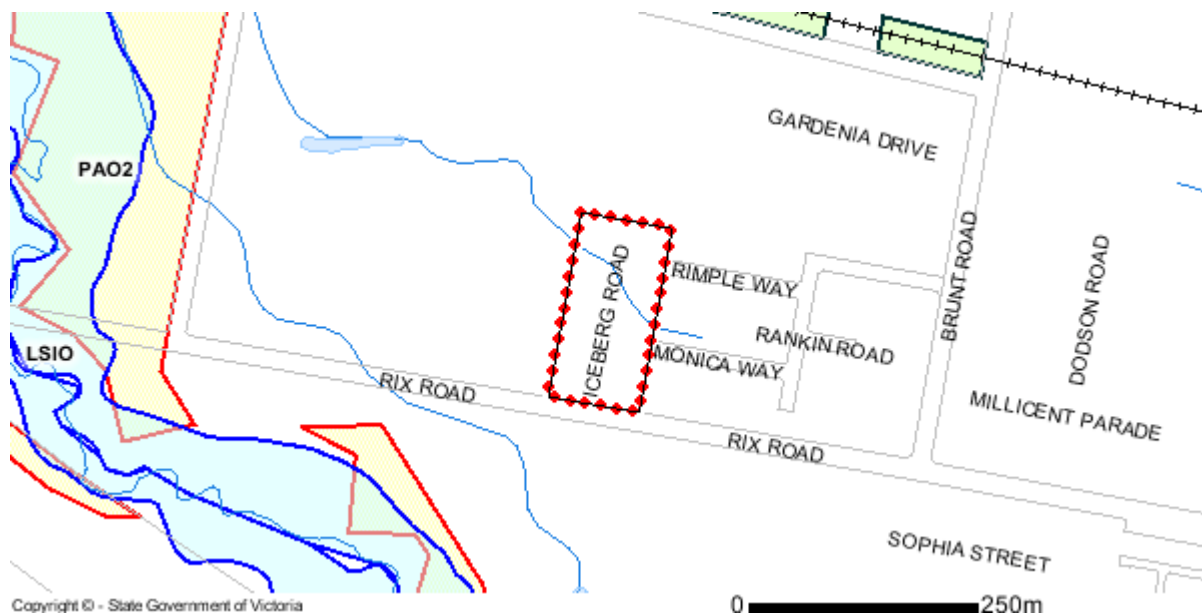 GARDENIA DRIVE
PAO2
BRUNT ROAD
DODSON ROAD
ICEBERG ROAD
RIMPLE WAY
RANKIN ROAD
MONICA WAY
LSIO
RIX ROAD
MILLICENT PARADE
RIX ROAD
SOPHIA STREET
Copyright © - State Government of Victoria
0 250m